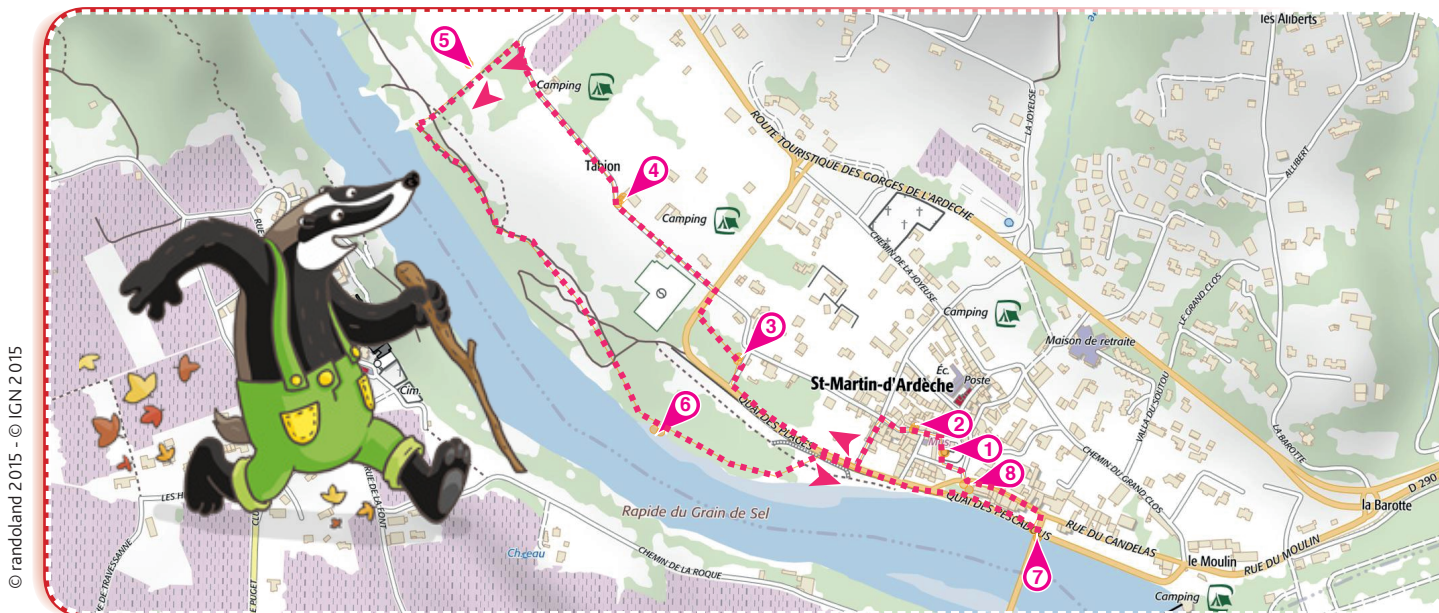 © randoland 2015 - © IGN 2015
les Aliberts
5
Camping
ROUTE TOURISTIQUE DES GORGES DE L'ARDÈCHE
LA JOYEUSE
ALLIBERT
Tabion
4
Camping
CHEMIN DE LA JOYEUSE
LE GRAND CLOS
Camping
3
Maison de retraite
Éc.
Poste
St-Martin-d'Ardèche
Cim.
VALLA DU SOUTOU
LA BAROTTE
QUAI DES PLAGES
6
2
1
CHEMIN DU GRAND CLOS
8
D 290
la Barotte
RUE DE LA FONT
LES H
Rapide du Grain de Sel
QUAI DES PESCADOUS
RUE DU CANDELAS
RUE DU MOULIN
le Moulin
CHEMIN DE LA ROQUE
7
DE TRAVESSANNE
E PUGET
Camping